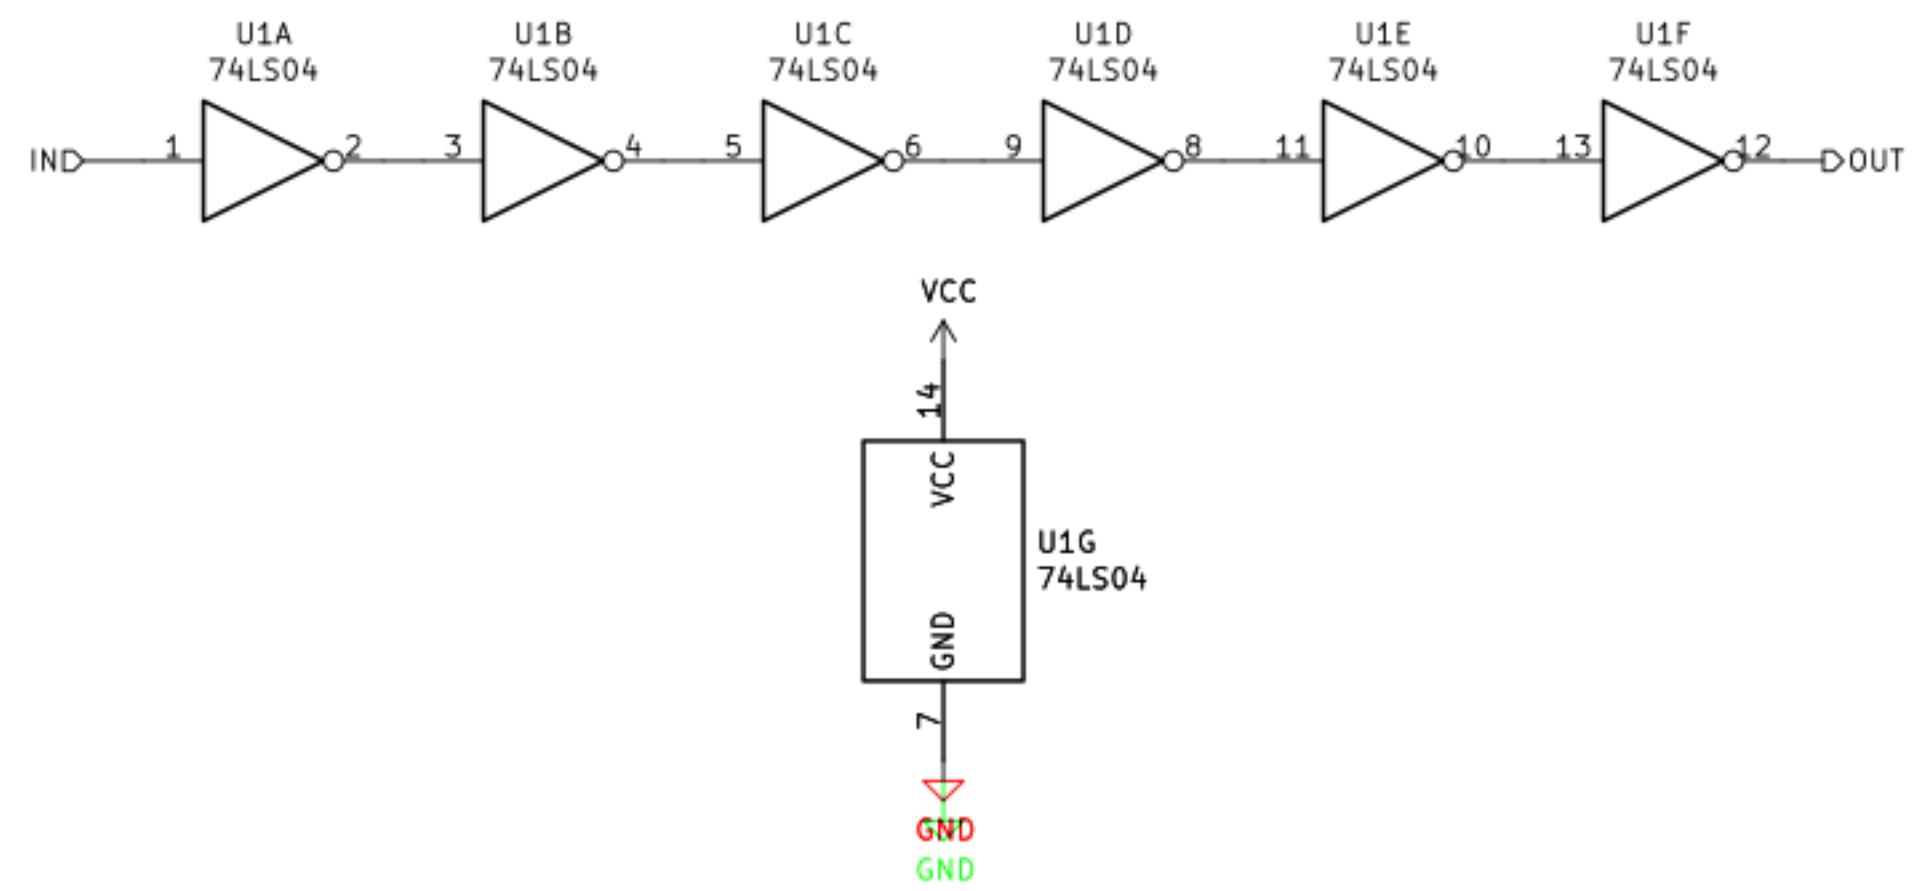 U1A
74LS04
U1B
74LS04
U1C
74LS04
U1D
74LS04
U1E
74LS04
U1F
74LS04
IN 1 2 3 4 5 6 9 8 11 10 13 12 OUT
VCC
14
VCC
U1G
74LS04
GND
7
GND
GND